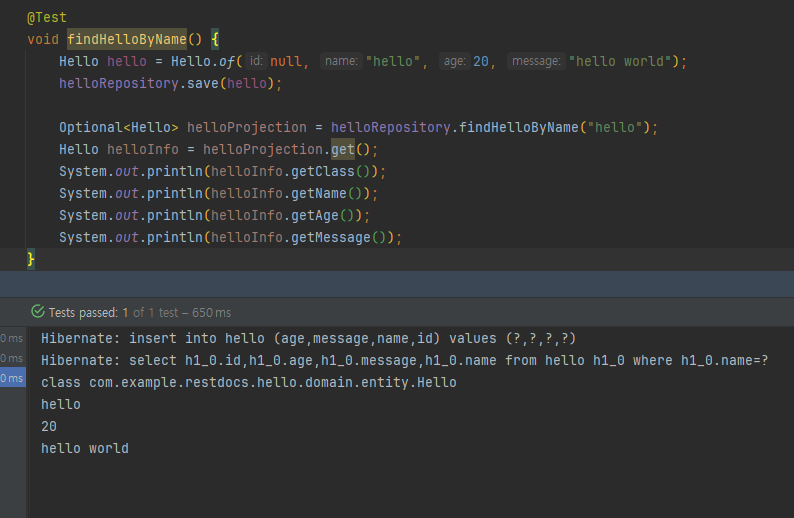 @Test
void findHelloByName() {
Hello hello = Hello.of( id: null, name: "hello", age: 20, message: "hello world");
helloRepository.save(hello);
Optional<Hello> helloProjection = helloRepository.findHelloByName("hello");
Hello helloInfo = helloProjection.get();
System.out.println(helloInfo.getClass());
System.out.println(helloInfo.getName());
System.out.println(helloInfo.getAge());
System.out.println(helloInfo.getMessage());
}
Tests passed: 1 of 1 test – 650 ms
0 ms
Hibernate: insert into hello (age,message,name,id) values (?,?,?,?)
0 ms
Hibernate: select h1_0.id,h1_0.age,h1_0.message,h1_0.name from hello h1_0 where h1_0.name=?
0 ms
class com.example.restdocs.hello.domain.entity.Hello
hello
20
hello world